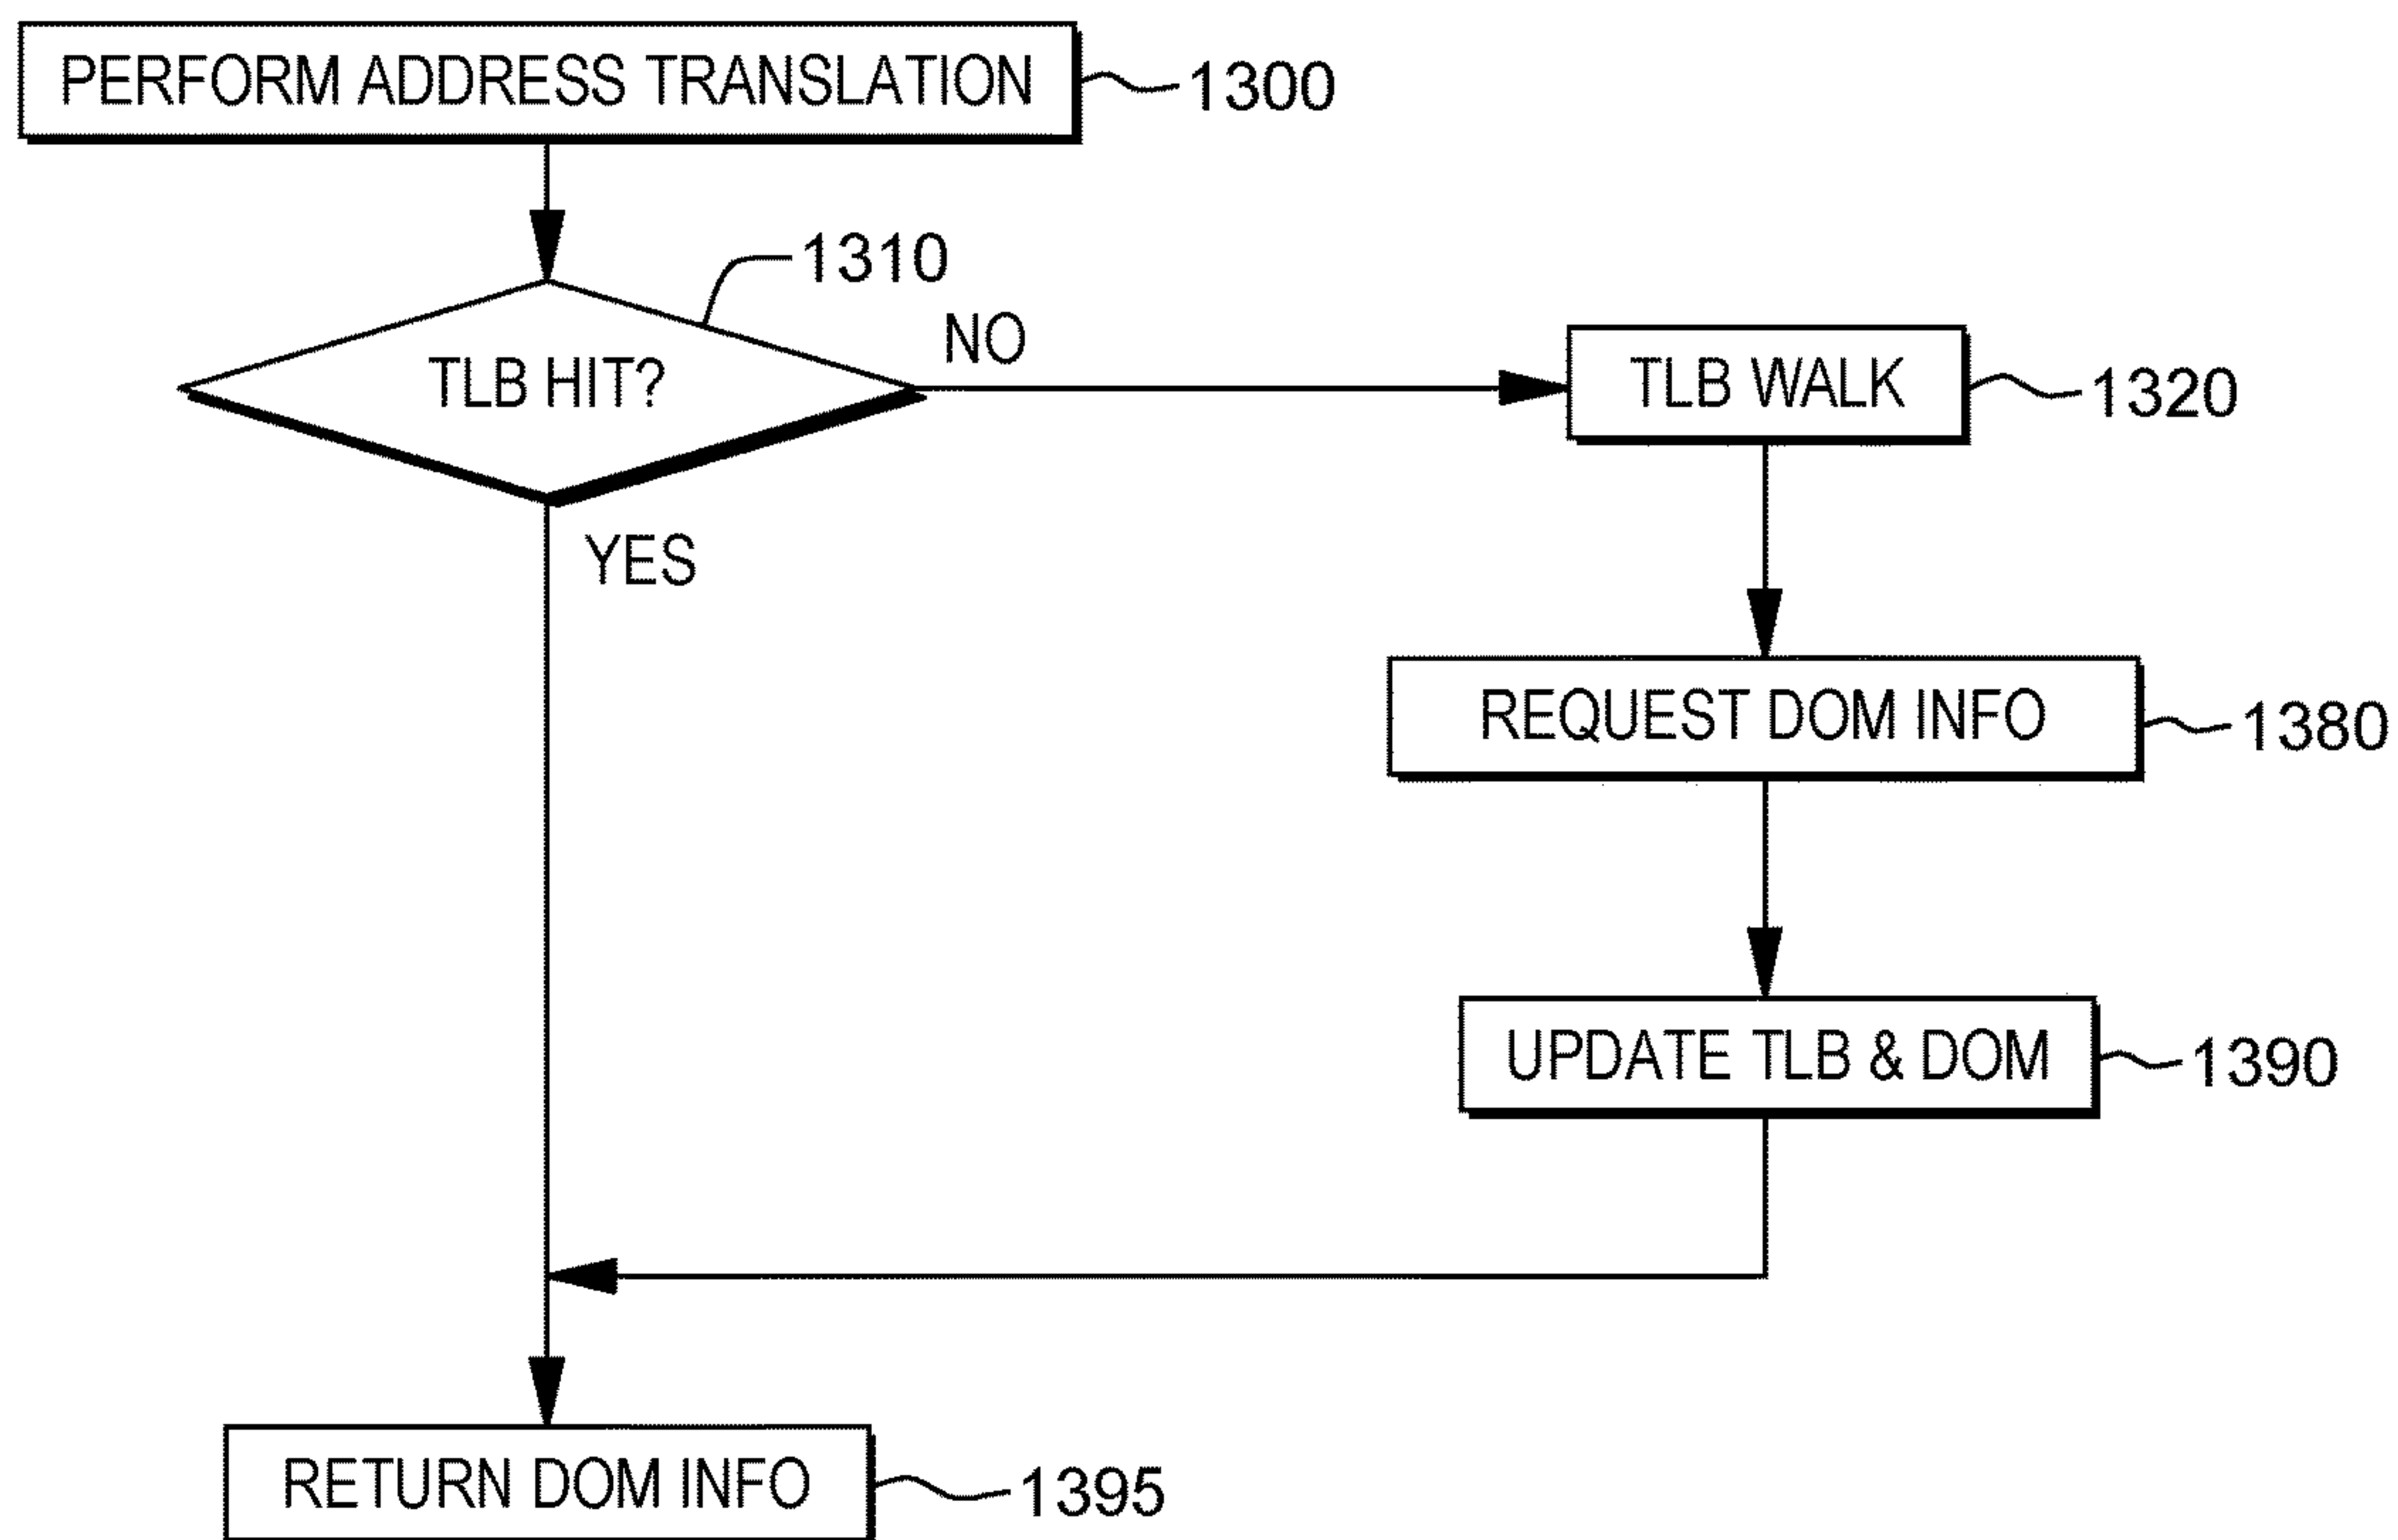 PERFORM ADDRESS TRANSLATION
1300
1310
TLB HIT?
NO
TLB WALK
1320
YES
REQUEST DOM INFO
1380
UPDATE TLB & DOM
1390
RETURN DOM INFO
1395